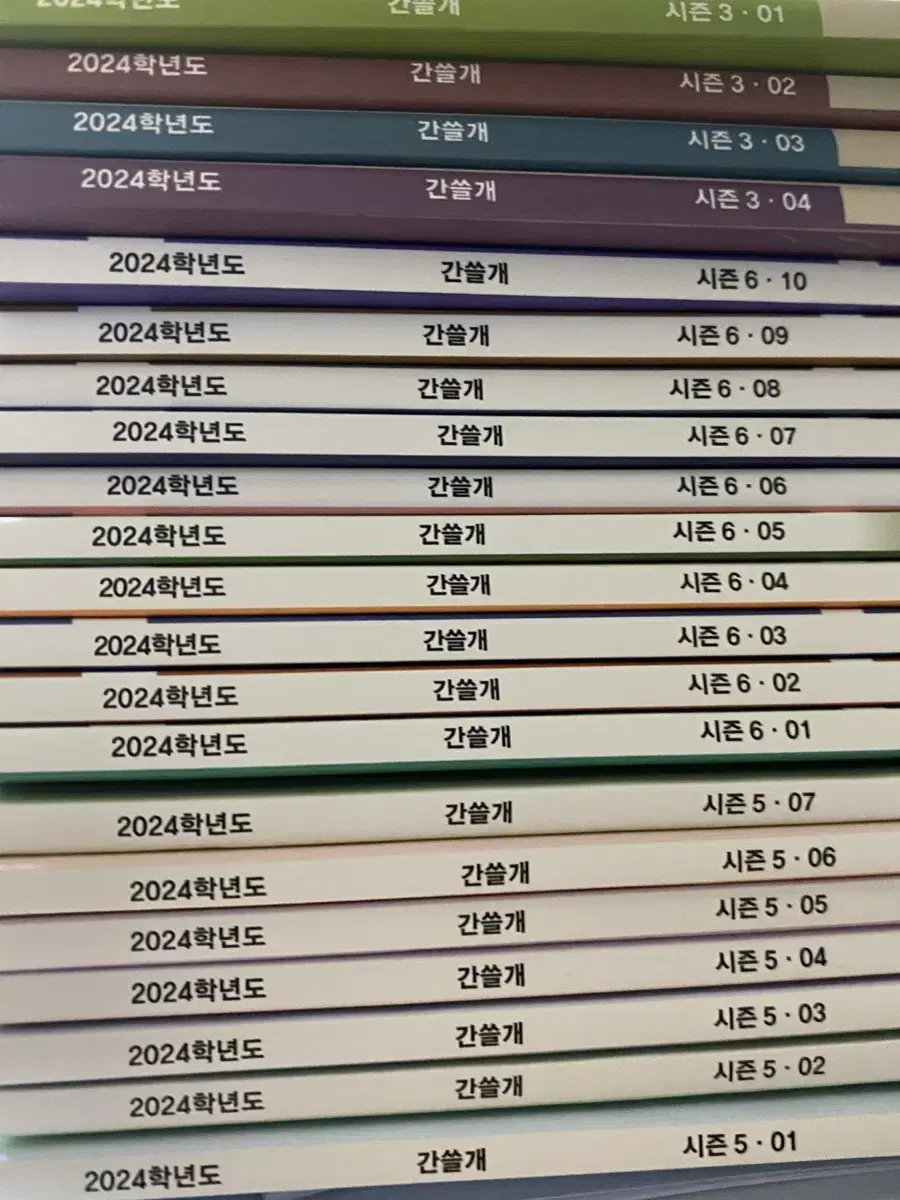 2024학년도 간쓸개 시즌 3 · 01
2024학년도 간쓸개 시즌 3 · 02
2024학년도 간쓸개 시즌 3 · 03
2024학년도 간쓸개 시즌 3 · 04
2024학년도 간쓸개 시즌 6 · 10
2024학년도 간쓸개 시즌 6 · 09
2024학년도 간쓸개 시즌 6 · 08
2024학년도 간쓸개 시즌 6 · 07
2024학년도 간쓸개 시즌 6 · 06
2024학년도 간쓸개 시즌 6 · 05
2024학년도 간쓸개 시즌 6 · 04
2024학년도 간쓸개 시즌 6 · 03
2024학년도 간쓸개 시즌 6 · 02
2024학년도 간쓸개 시즌 6 · 01
2024학년도 간쓸개 시즌 5 · 07
2024학년도 간쓸개 시즌 5 · 06
2024학년도 간쓸개 시즌 5 · 05
2024학년도 간쓸개 시즌 5 · 04
2024학년도 간쓸개 시즌 5 · 03
2024학년도 간쓸개 시즌 5 · 02
2024학년도 간쓸개 시즌 5 · 01